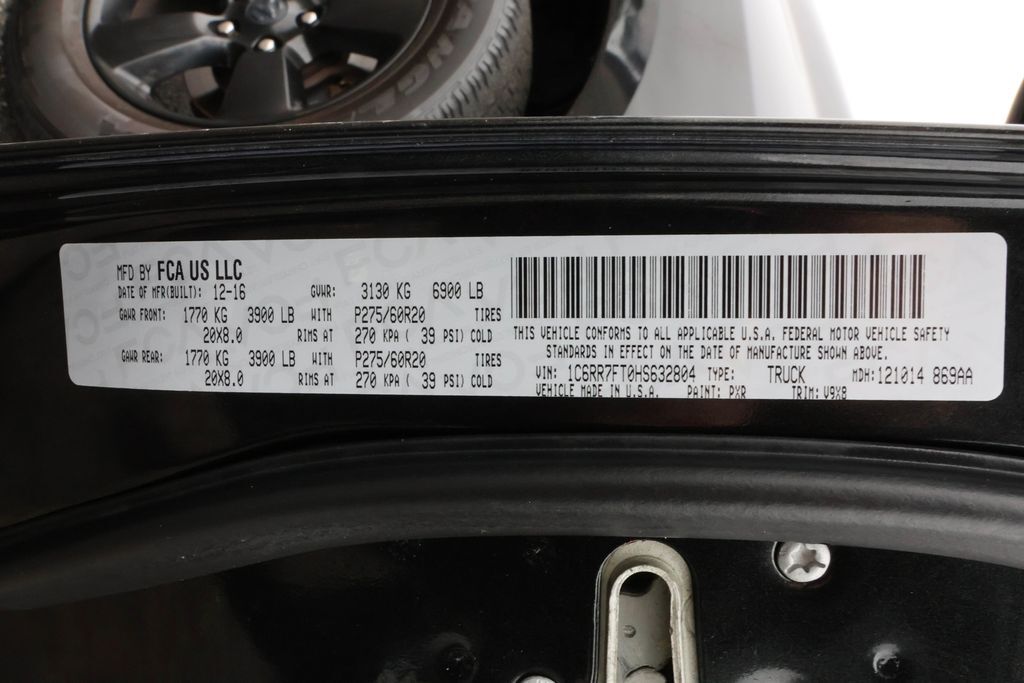 MFD BY FCA US LLC
DATE OF MFR(BUILT): 12-16 GVWR: 3130 KG 6900 LB
GAWR FRONT: 1770 KG 3900 LB WITH P275/60R20 TIRES
20X8.0 RIMS AT 270 KPA ( 39 PSI) COLD
GAWR REAR: 1770 KG 3900 LB WITH P275/60R20 TIRES
20X8.0 RIMS AT 270 KPA ( 39 PSI) COLD
THIS VEHICLE CONFORMS TO ALL APPLICABLE U.S.A. FEDERAL MOTOR VEHICLE SAFETY
STANDARDS IN EFFECT ON THE DATE OF MANUFACTURE SHOWN ABOVE.
VIN: 1C6RR7FT0HS632804 TYPE: TRUCK MDH:121014 869AA
VEHICLE MADE IN U.S.A. PAINT: PXR TRIM: V9X8